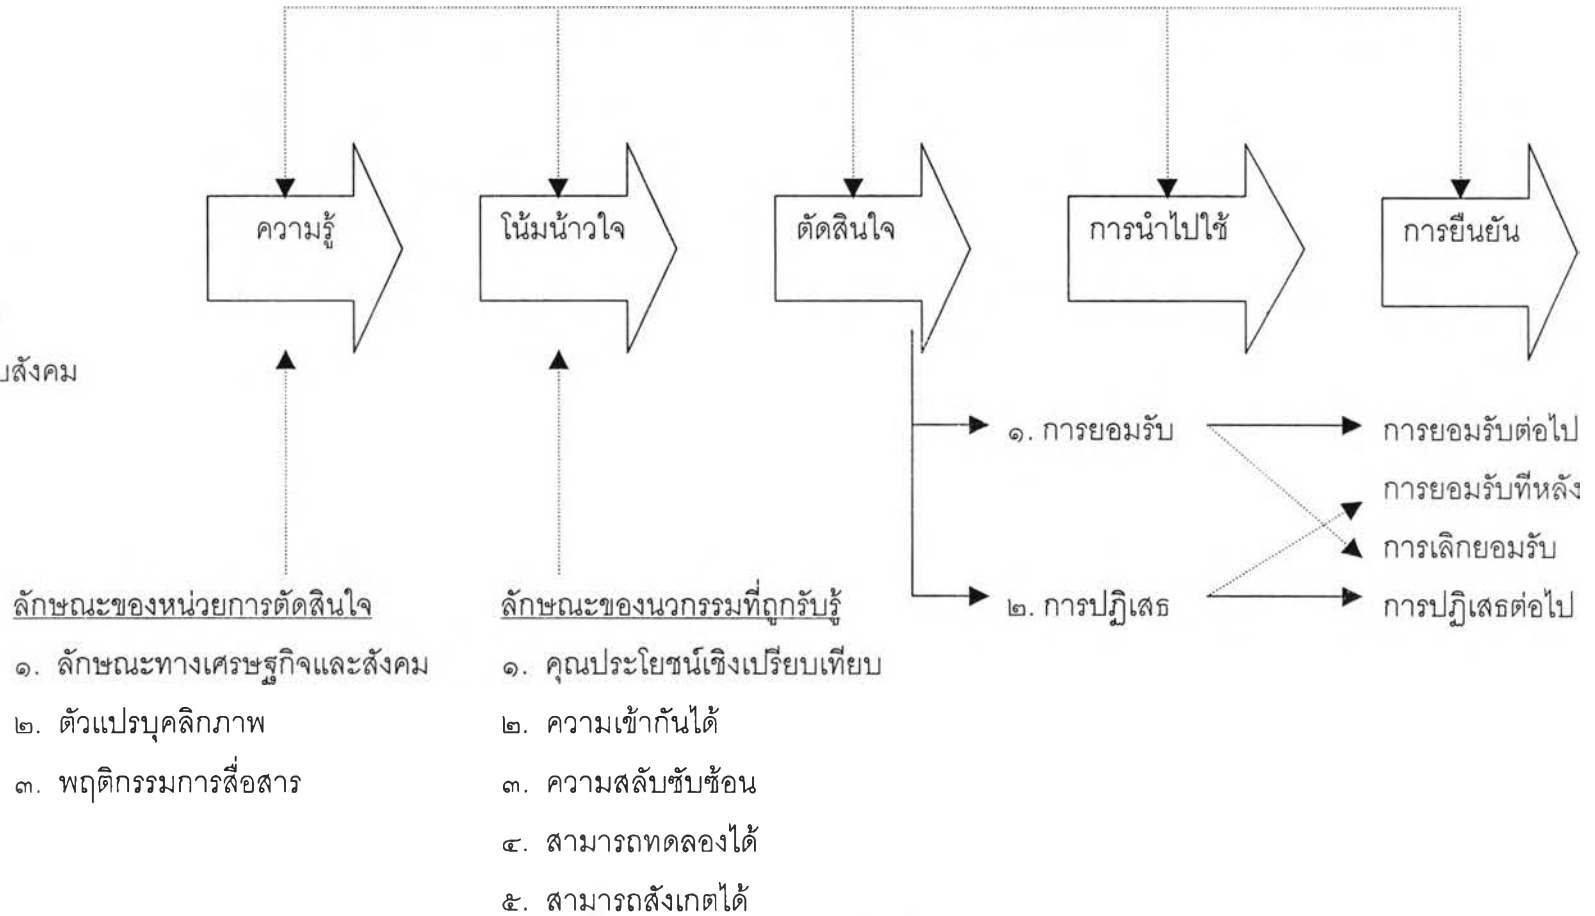 ความรู้
โน้มน้าวใจ
ตัดสินใจ
การนำไปใช้
การยืนยัน
๑. การยอมรับ
การยอมรับต่อไป
การยอมรับทีหลัง
การเลิกยอมรับ
๒. การปฏิเสธ
การปฏิเสธต่อไป
ลักษณะของหน่วยการตัดสินใจ
๑. ลักษณะทางเศรษฐกิจและสังคม
๒. ตัวแปรบุคลิกภาพ
๓. พฤติกรรมการสื่อสาร
ลักษณะของนวกรรมที่ถูกรับรู้
๑. คุณประโยชน์เชิงเปรียบเทียบ
๒. ความเข้ากันได้
๓. ความสลับซับซ้อน
๔. สามารถทดลองได้
๕. สามารถสังเกตได้